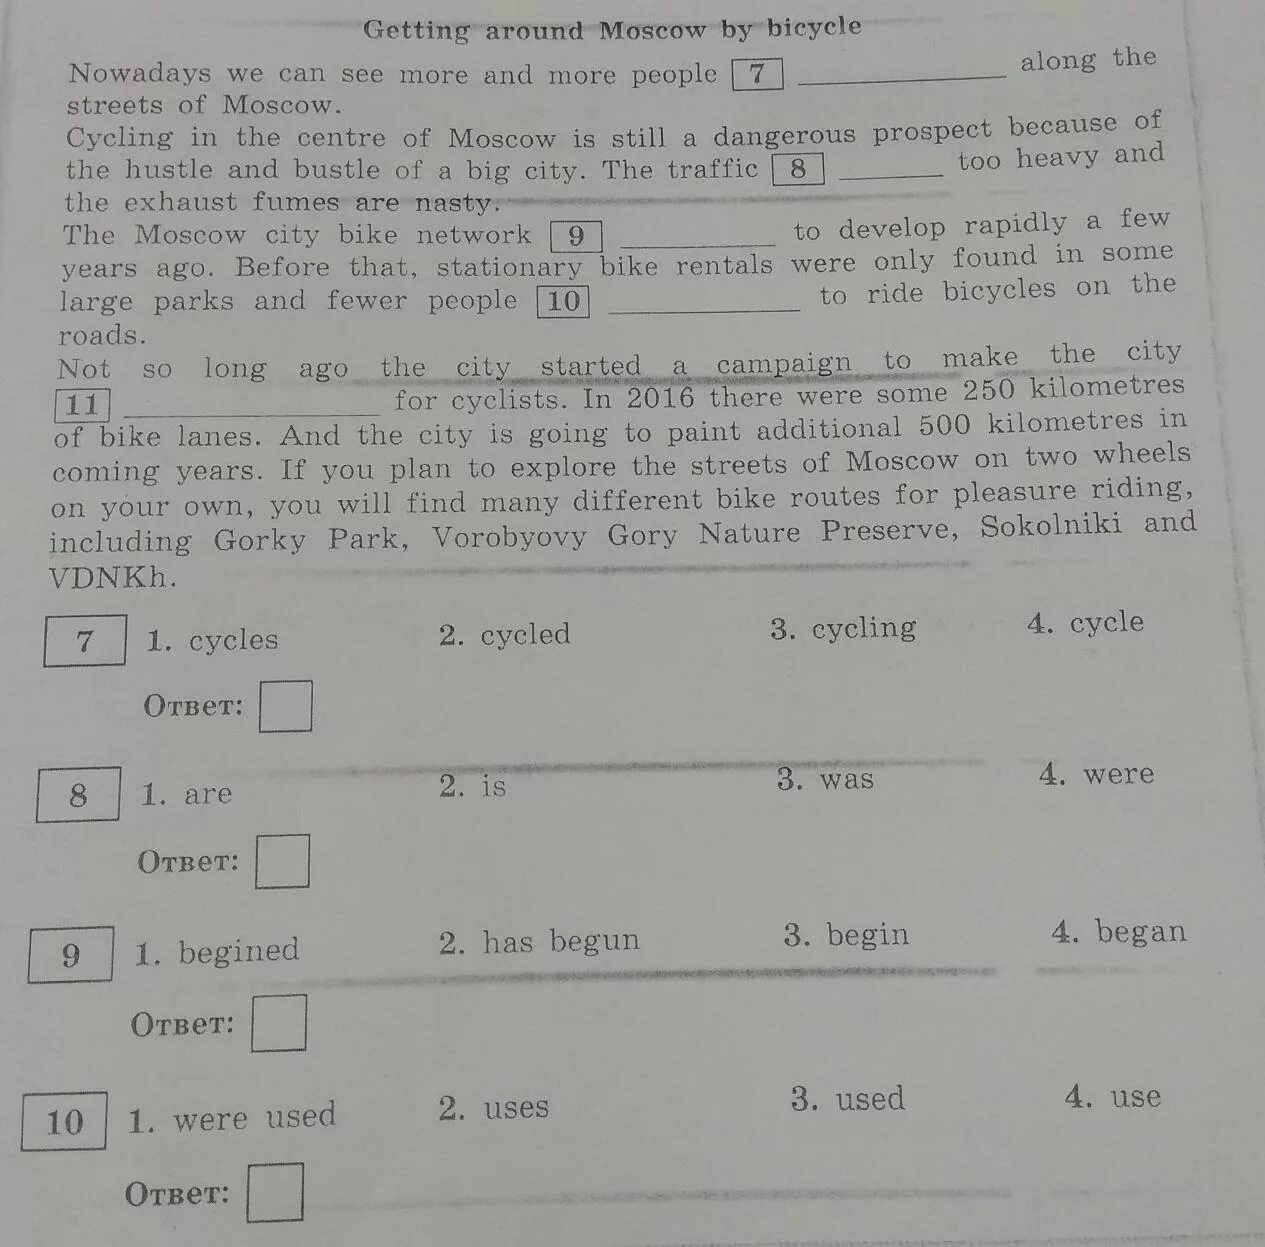 Getting around Moscow by bicycle
Nowadays we can see more and more people 7 ____________ along the
streets of Moscow.
Cycling in the centre of Moscow is still a dangerous prospect because of
the hustle and bustle of a big city. The traffic 8 ______ too heavy and
the exhaust fumes are nasty.
The Moscow city bike network 9 _________ to develop rapidly a few
years ago. Before that, stationary bike rentals were only found in some
large parks and fewer people 10 ___________ to ride bicycles on the
roads.
Not so long ago the city started a campaign to make the city
11 _______________ for cyclists. In 2016 there were some 250 kilometres
of bike lanes. And the city is going to paint additional 500 kilometres in
coming years. If you plan to explore the streets of Moscow on two wheels
on your own, you will find many different bike routes for pleasure riding,
including Gorky Park, Vorobyovy Gory Nature Preserve, Sokolniki and
VDNKh.
7 1. cycles 2. cycled 3. cycling 4. cycle
Ответ:
8 1. are 2. is 3. was 4. were
Ответ:
9 1. begined 2. has begun 3. begin 4. began
Ответ:
10 1. were used 2. uses 3. used 4. use
Ответ: